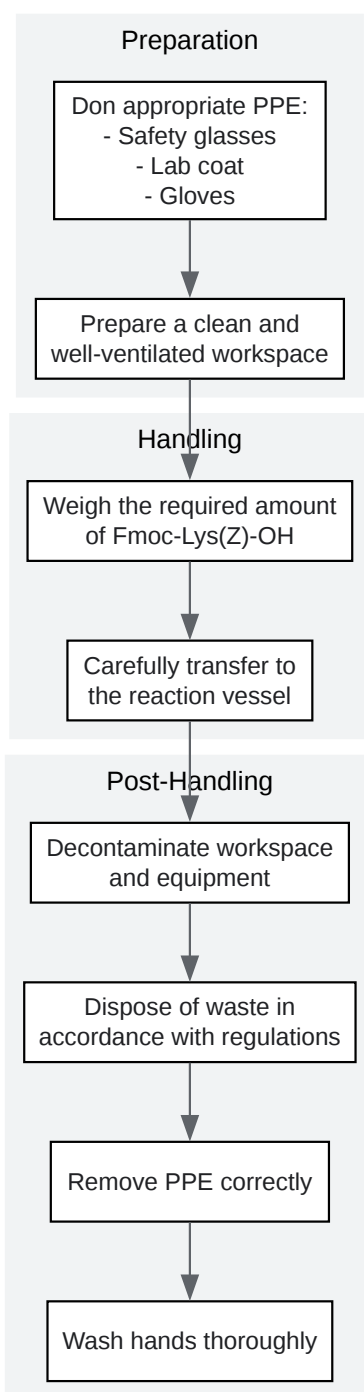 Preparation
Don appropriate PPE:
- Safety glasses
- Lab coat
- Gloves
Prepare a clean and
well-ventilated workspace
Handling
Weigh the required amount
of Fmoc-Lys(Z)-OH
Carefully transfer to
the reaction vessel
Post-Handling
Decontaminate workspace
and equipment
Dispose of waste in
accordance with regulations
Remove PPE correctly
Wash hands thoroughly